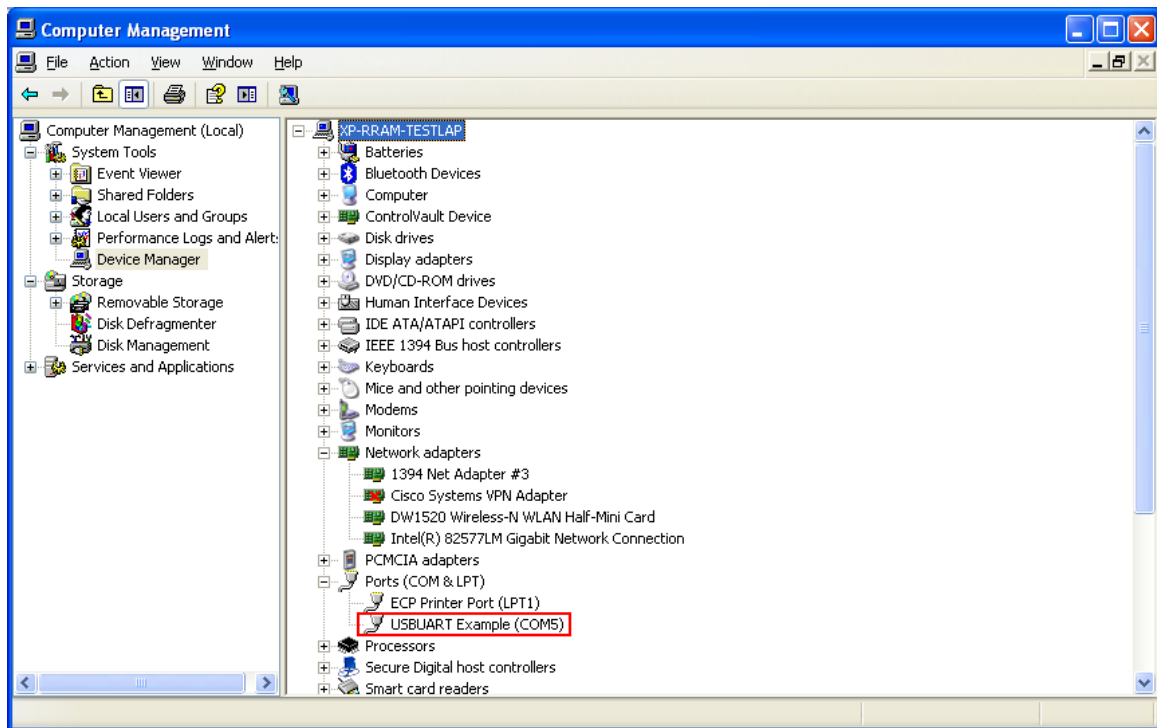 Computer Management
File Action View Window Help
Computer Management (Local)
System Tools
Event Viewer
Shared Folders
Local Users and Groups
Performance Logs and Alert:
Device Manager
Storage
Removable Storage
Disk Defragmenter
Disk Management
Services and Applications
XP-RRAM-TESTLAP
Batteries
Bluetooth Devices
Computer
ControlVault Device
Disk drives
Display adapters
DVD/CD-ROM drives
Human Interface Devices
IDE ATA/ATAPI controllers
IEEE 1394 Bus host controllers
Keyboards
Mice and other pointing devices
Modems
Monitors
Network adapters
1394 Net Adapter #3
Cisco Systems VPN Adapter
DW1520 Wireless-N WLAN Half-Mini Card
Intel(R) 82577LM Gigabit Network Connection
PCMCIA adapters
Ports (COM & LPT)
ECP Printer Port (LPT1)
USBUART Example (COM5)
Processors
Secure Digital host controllers
Smart card readers